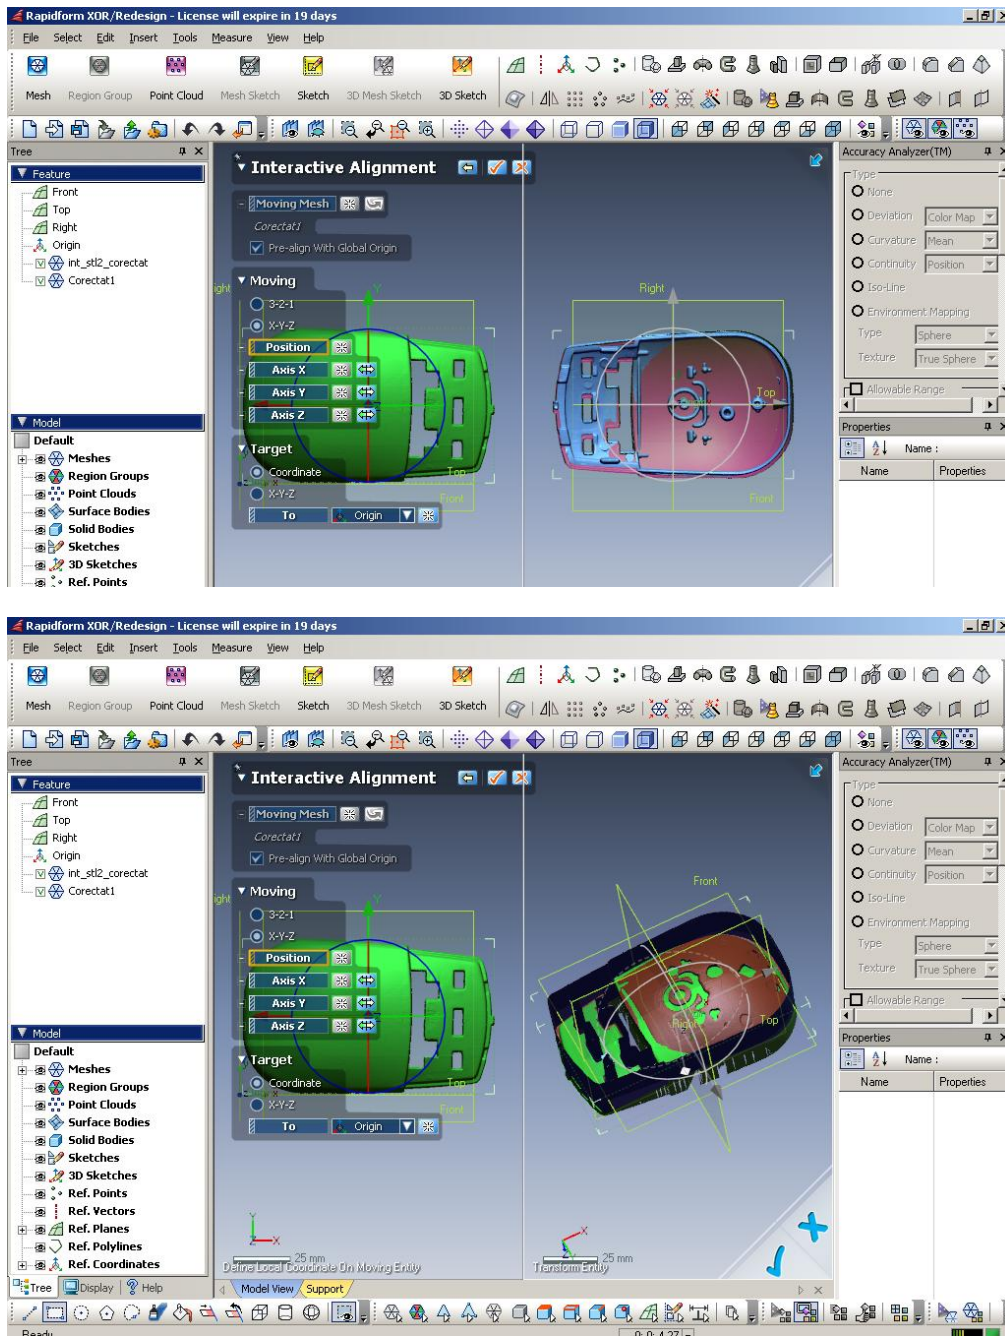 Rapidform XOR/Redesign - License will expire in 19 days
File Select Edit Insert Tools Measure View Help
Mesh Region Group Point Cloud Mesh Sketch Sketch 3D Mesh Sketch 3D Sketch
Tree
Feature
Front
Top
Right
Origin
int_stl2_corectat
Corectat1
Model
Default
Meshes
Region Groups
Point Clouds
Surface Bodies
Solid Bodies
Sketches
3D Sketches
Ref. Points
Interactive Alignment
Moving Mesh
Corectat1
Pre-align With Global Origin
Moving
3-2-1
X-Y-Z
Position
Axis X
Axis Y
Axis Z
Target
Coordinate
X-Y-Z
To Origin
ight
Y
Top
Front
Right
Top
Front
Accuracy Analyzer(TM)
Type
None
Deviation Color Map
Curvature Mean
Continuity Position
Iso-Line
Environment Mapping
Type Sphere
Texture True Sphere
Allowable Range
Properties
Name :
Name Properties
Rapidform XOR/Redesign - License will expire in 19 days
File Select Edit Insert Tools Measure View Help
Mesh Region Group Point Cloud Mesh Sketch Sketch 3D Mesh Sketch 3D Sketch
Tree
Feature
Front
Top
Right
Origin
int_stl2_corectat
Corectat1
Model
Default
Meshes
Region Groups
Point Clouds
Surface Bodies
Solid Bodies
Sketches
3D Sketches
Ref. Points
Ref. Vectors
Ref. Planes
Ref. Polylines
Ref. Coordinates
Tree Display Help
Interactive Alignment
Moving Mesh
Corectat1
Pre-align With Global Origin
Moving
3-2-1
X-Y-Z
Position
Axis X
Axis Y
Axis Z
Target
Coordinate
X-Y-Z
To Origin
ight
Y
Top
Front
Front
Right
Top
Y
X
25 mm
Define Local Coordinate On Moving Entity
X
25 mm
Transform Entity
Model View Support
Accuracy Analyzer(TM)
Type
None
Deviation Color Map
Curvature Mean
Continuity Position
Iso-Line
Environment Mapping
Type Sphere
Texture True Sphere
Allowable Range
Properties
Name :
Name Properties
Ready
0: 0: 4.27